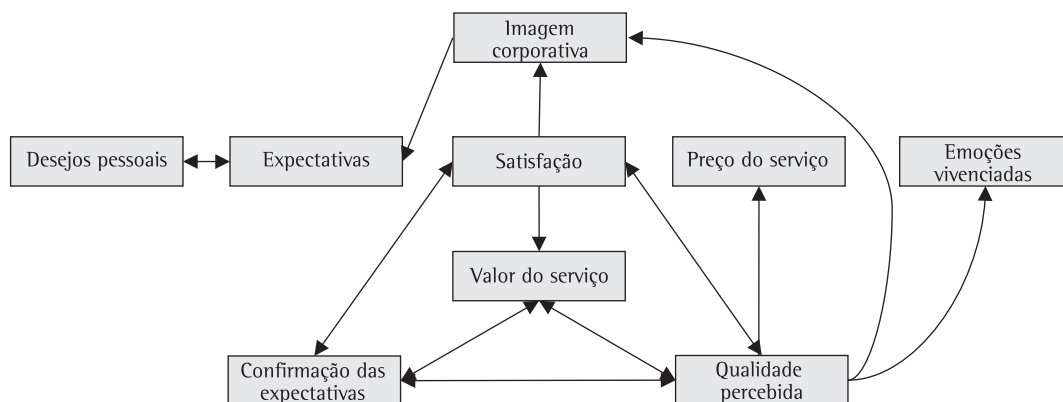 Imagem
corporativa
Desejos pessoais
Expectativas
Satisfação
Preço do serviço
Emoções
vivenciadas
Valor do serviço
Confirmação das
expectativas
Qualidade
percebida